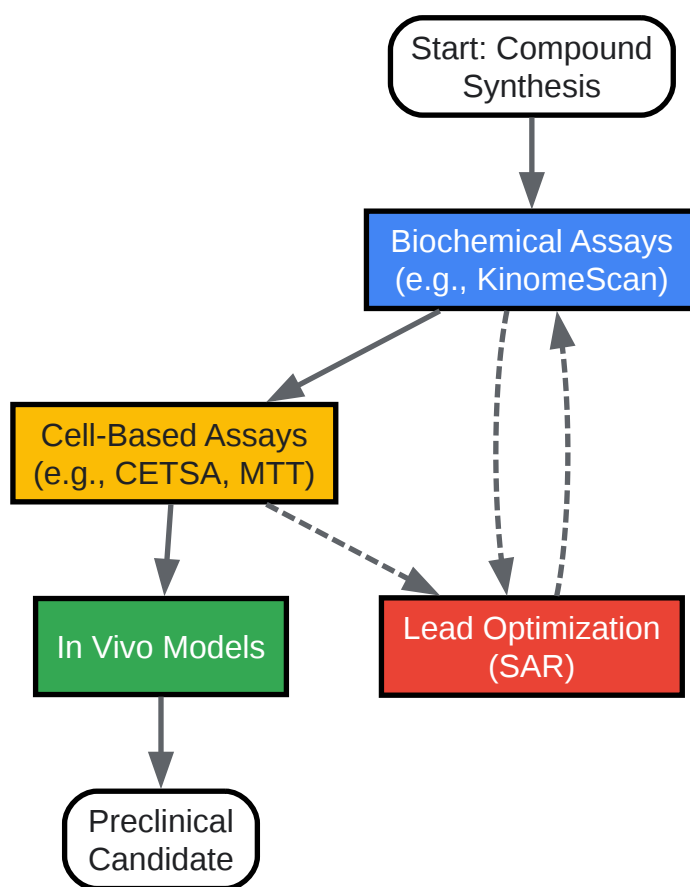 Start: Compound
Synthesis
Biochemical Assays
(e.g., KinomeScan)
Cell-Based Assays
(e.g., CETSA, MTT)
In Vivo Models
Lead Optimization
(SAR)
Preclinical
Candidate